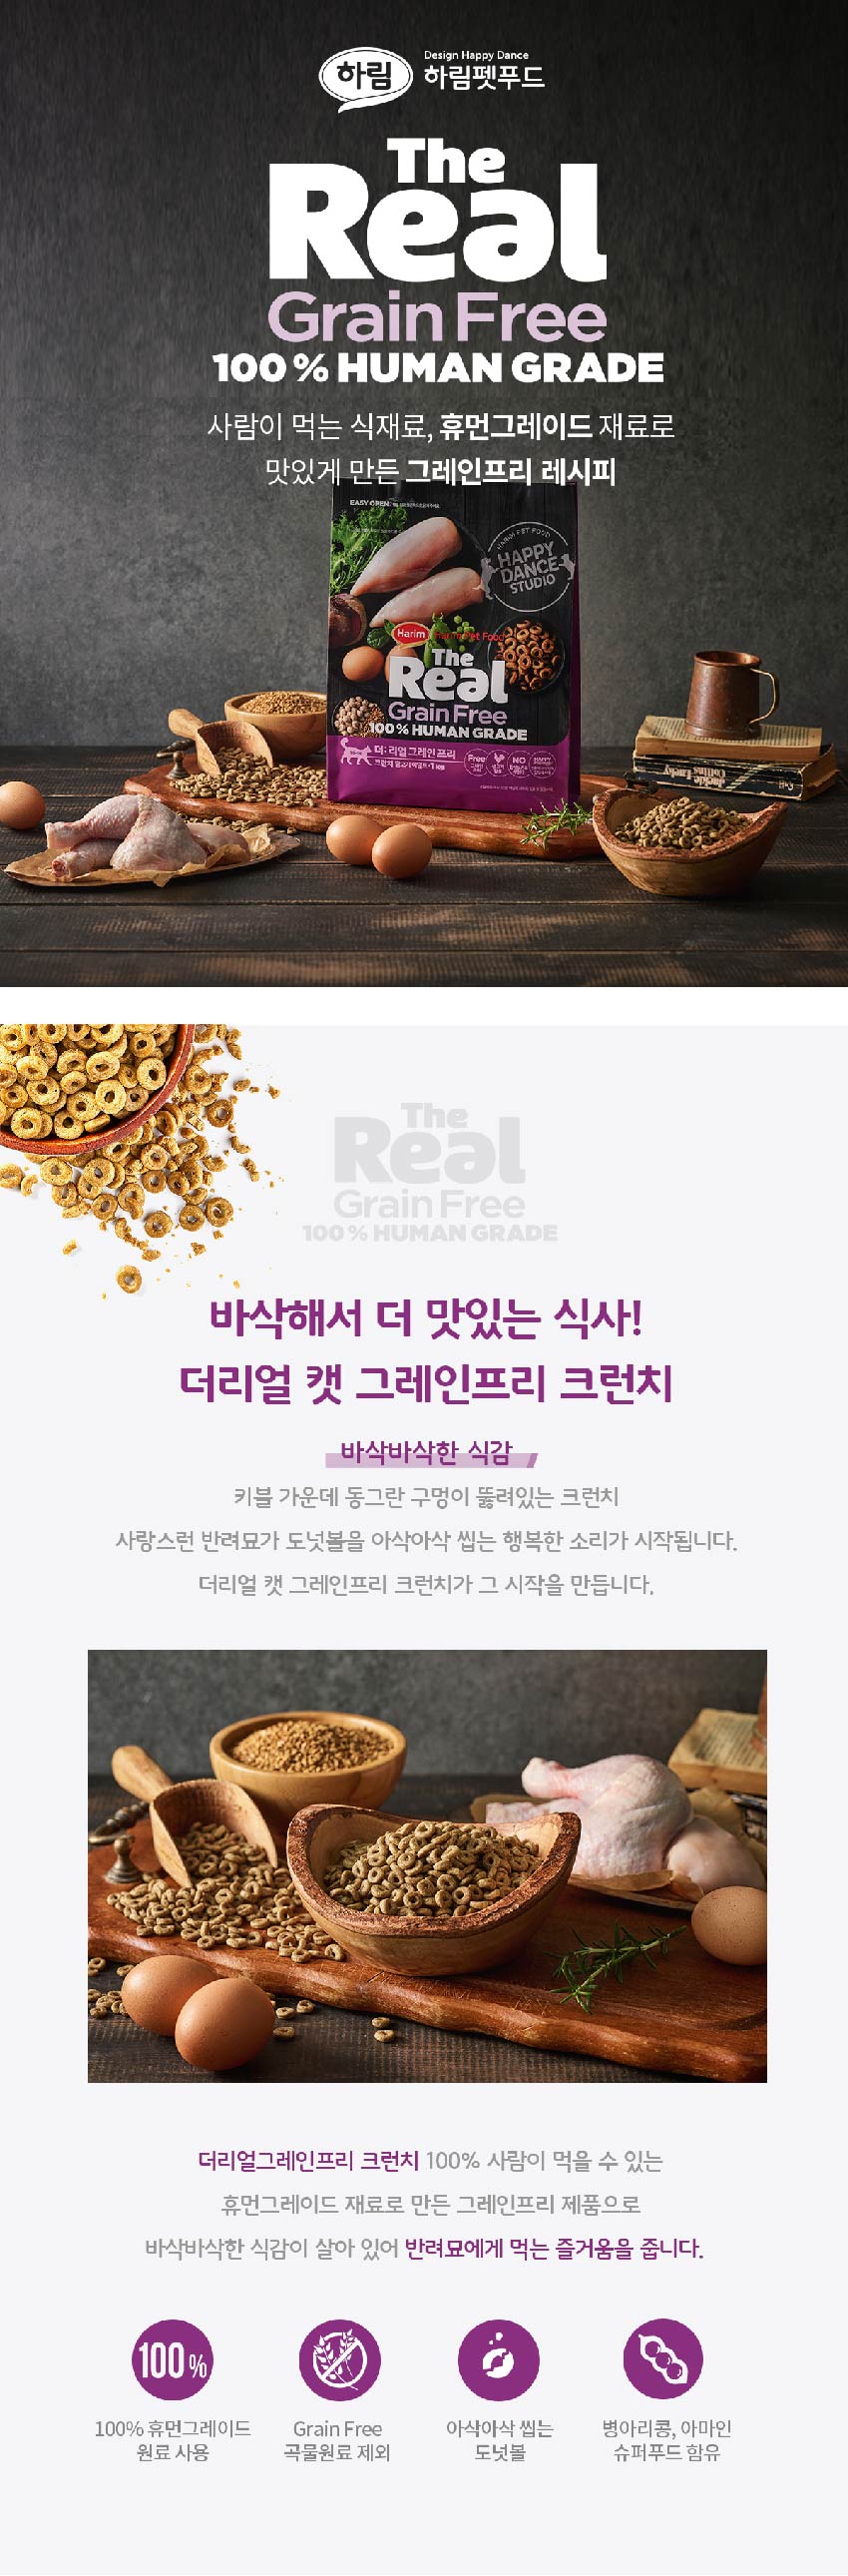 하림
Design Happy Dance
하림펫푸드
The
Real
Grain Free
100% HUMAN GRADE
사람이 먹는 식재료, 휴먼그레이드 재료로
맛있게 만든 그레인프리 레시피
EASY OPEN
HARIM PET FOOD
HAPPY
DANCE
STUDIO
Harim
Harim Pet Food
The
Real
Grain Free
100% HUMAN GRADE
더:리얼 그레인프리
Free
NO
The
Real
Grain Free
100% HUMAN GRADE
바삭해서 더 맛있는 식사!
더리얼 캣 그레인프리 크런치
바삭바삭한 식감
키블 가운데 동그란 구멍이 뚫려있는 크런치
사랑스런 반려묘가 도넛볼을 아삭아삭 씹는 행복한 소리가 시작됩니다.
더리얼 캣 그레인프리 크런치가 그 시작을 만듭니다.
더리얼그레인프리 크런치 100% 사람이 먹을 수 있는
휴먼그레이드 재료로 만든 그레인프리 제품으로
바삭바삭한 식감이 살아 있어 반려묘에게 먹는 즐거움을 줍니다.
100%
100% 휴먼그레이드
원료 사용
Grain Free
곡물원료 제외
아삭아삭 씹는
도넛볼
병아리콩, 아마인
슈퍼푸드 함유